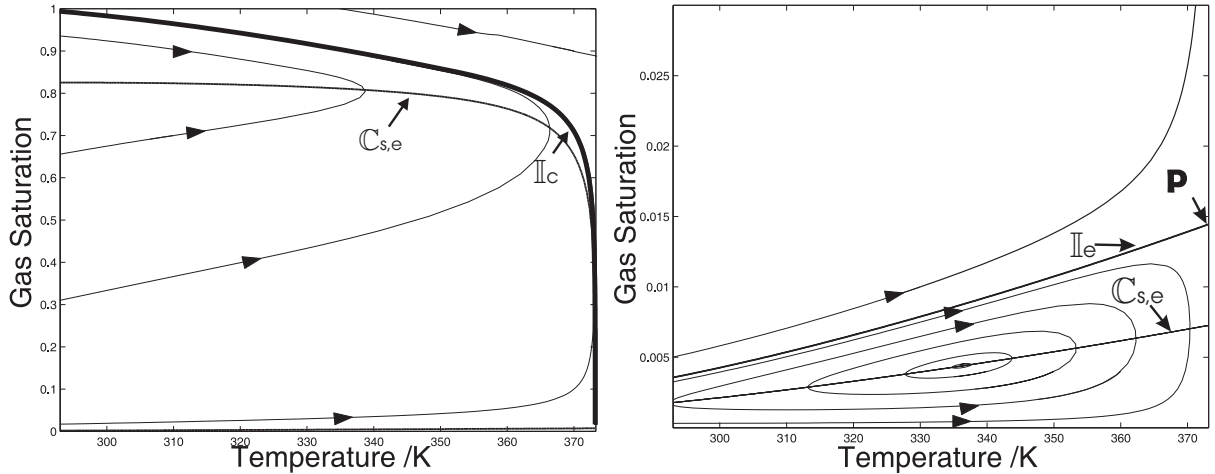 1
0.9
0.8
0.7
0.6
0.5
0.4
0.3
0.2
0.1
0
Gas Saturation
ℂs,e
𝕀c
300 310 320 330 340 350 360 370
Temperature /K
0.025
0.02
0.015
0.01
0.005
Gas Saturation
P
𝕀e
ℂs,e
300 310 320 330 340 350 360 370
Temperature /K